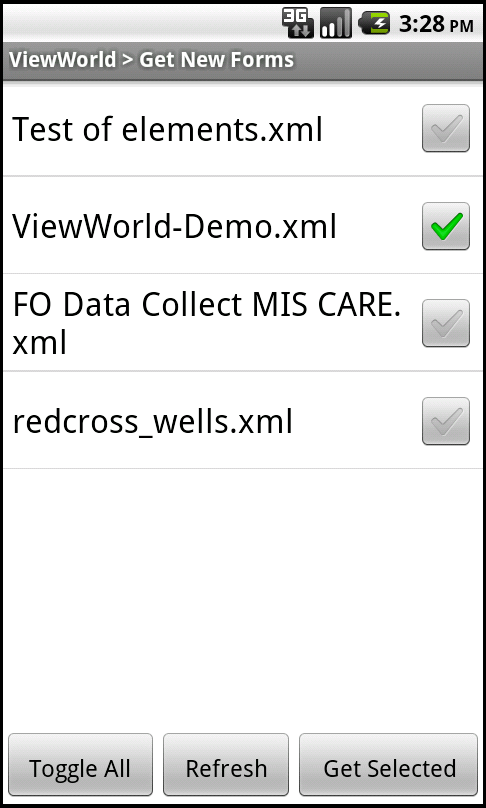 3G 3:28 PM
ViewWorld > Get New Forms
Test of elements.xml
ViewWorld-Demo.xml
FO Data Collect MIS CARE.
xml
redcross_wells.xml
Toggle All Refresh Get Selected